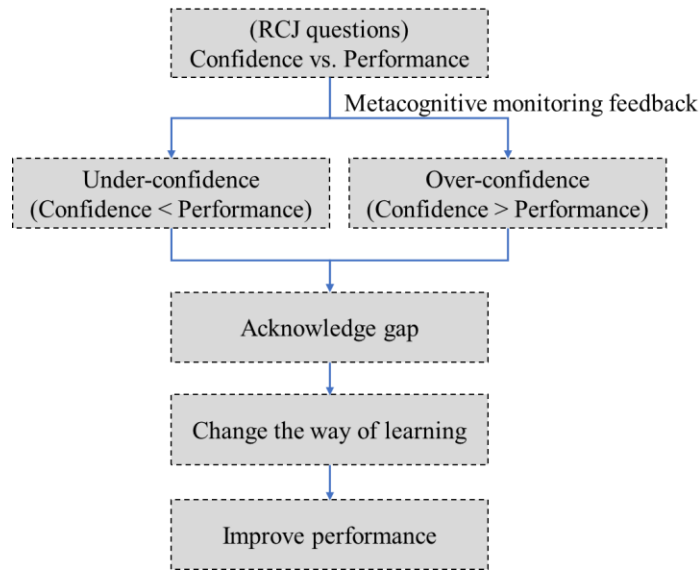 (RCJ questions)
Confidence vs. Performance
Metacognitive monitoring feedback
Under-confidence
(Confidence < Performance)
Over-confidence
(Confidence > Performance)
Acknowledge gap
Change the way of learning
Improve performance